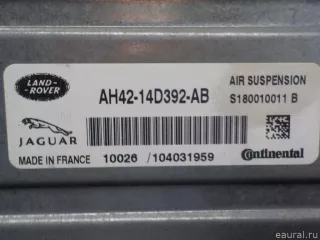 LAND-
ROVER
AIR SUSPENSION
AH42-14D392-AB
S180010011 B
JAGUAR
MADE IN FRANCE
10026 /104031959
Continental
eaural.ru